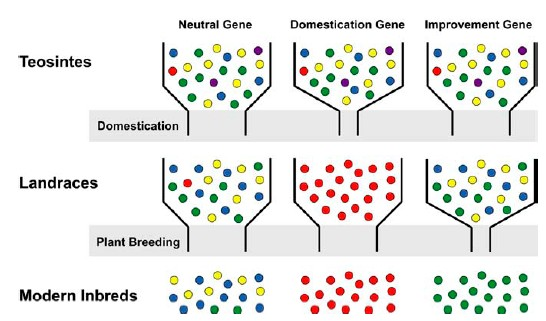 Neutral Gene Domestication Gene Improvement Gene
Teosintes
Domestication
Landraces
Plant Breeding
Modern Inbreds